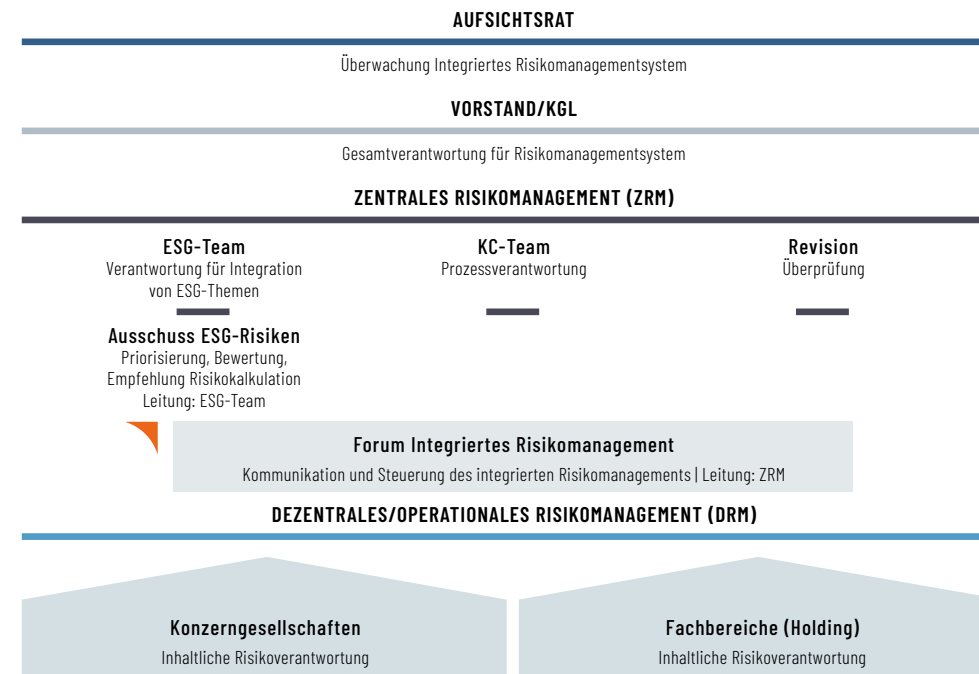 AUFSICHTSRAT
Überwachung Integriertes Risikomanagementsystem
VORSTAND/KGL
Gesamtverantwortung für Risikomanagementsystem
ZENTRALES RISIKOMANAGEMENT (ZRM)
ESG-Team
Verantwortung für Integration
von ESG-Themen
KC-Team
Prozessverantwortung
Revision
Überprüfung
Ausschuss ESG-Risiken
Priorisierung, Bewertung,
Empfehlung Risikokalkulation
Leitung: ESG-Team
Forum Integriertes Risikomanagement
Kommunikation und Steuerung des integrierten Risikomanagements | Leitung: ZRM
DEZENTRALES/OPERATIONALES RISIKOMANAGEMENT (DRM)
Konzerngesellschaften
Inhaltliche Risikoverantwortung
Fachbereiche (Holding)
Inhaltliche Risikoverantwortung